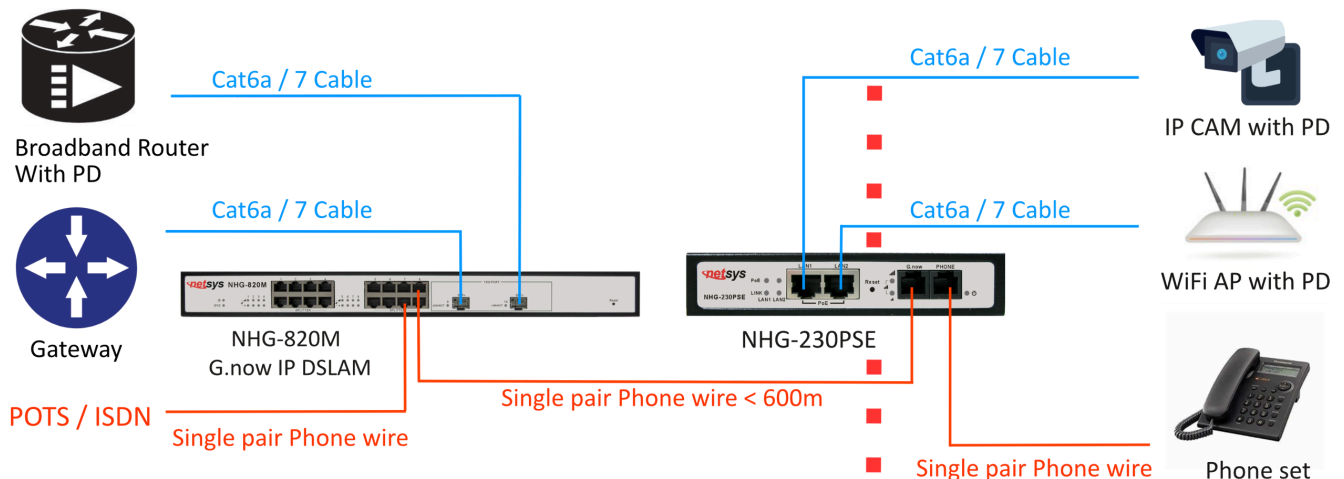 Cat6a / 7 Cable
Broadband Router
With PD
Cat6a / 7 Cable
Gateway
POTS / ISDN
Single pair Phone wire
netsys NHG-820M
Reset
NHG-820M
G.now IP DSLAM
Single pair Phone wire < 600m
netsys
NHG-230PSE
LAN1 LAN2
PoE
LINK
LAN1 LAN2
PoE
Reset
G.now PHONE
NHG-230PSE
Cat6a / 7 Cable
IP CAM with PD
Cat6a / 7 Cable
WiFi AP with PD
Single pair Phone wire
Phone set